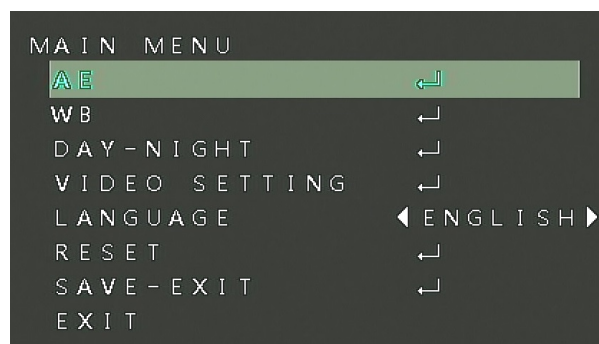 MAIN MENU
AE ↵
WB ↵
DAY-NIGHT ↵
VIDEO SETTING ↵
LANGUAGE ◀ENGLISH▶
RESET ↵
SAVE-EXIT ↵
EXIT